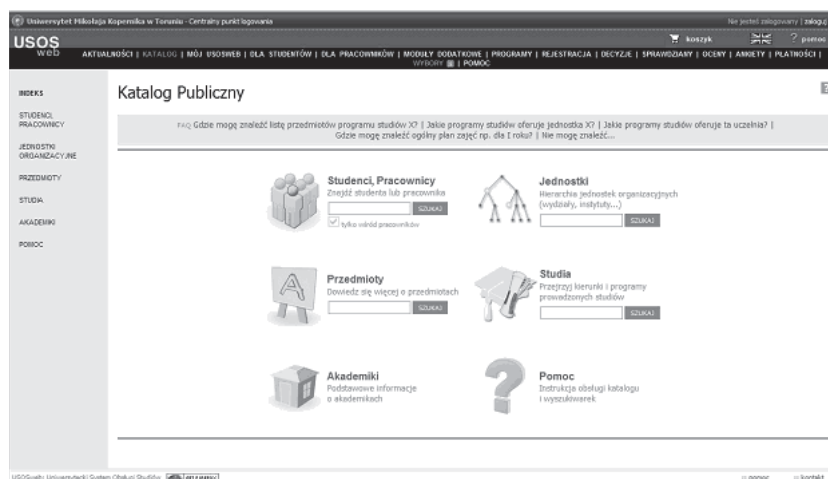 Uniwersytet Mikołaja Kopernika w Toruniu - Centralny punkt logowania
Nie jesteś zalogowany | zaloguj
USOS
web
koszyk
? pomoc
AKTUALNOŚCI | KATALOG | MÓJ USOSWEB | DLA STUDENTÓW | DLA PRACOWNIKÓW | MODUŁY DODATKOWE | PROGRAMY | REJESTRACJA | DECYZJE | SPRAWDZIANY | OCENY | ANKIETY | PŁATNOŚCI |
WYBORY | POMOC
INDEKS
STUDENCI,
PRACOWNICY
JEDNOSTKI
ORGANIZACYJNE
PRZEDMIOTY
STUDIA
AKADEMIKI
POMOC
Katalog Publiczny
?
FAQ Gdzie mogę znaleźć listę przedmiotów programu studiów X? | Jakie programy studiów oferuje jednostka X? | Jakie programy studiów oferuje ta uczelnia? |
Gdzie mogę znaleźć ogólny plan zajęć np. dla I roku? | Nie mogę znaleźć...
Studenci, Pracownicy
Znajdź studenta lub pracownika
SZUKAJ
tylko wśród pracowników
Jednostki
Hierarchia jednostek organizacyjnych
(wydziały, instytuty...)
SZUKAJ
Przedmioty
Dowiedz się więcej o przedmiotach
SZUKAJ
Studia
Przejrzyj kierunki i programy
prowadzonych studiów
SZUKAJ
Akademiki
Podstawowe informacje
o akademikach
Pomoc
Instrukcja obsługi katalogu
i wyszukiwarek
USOSweb: Uniwersytecki System Obsługi Studiów
pomoc
kontakt